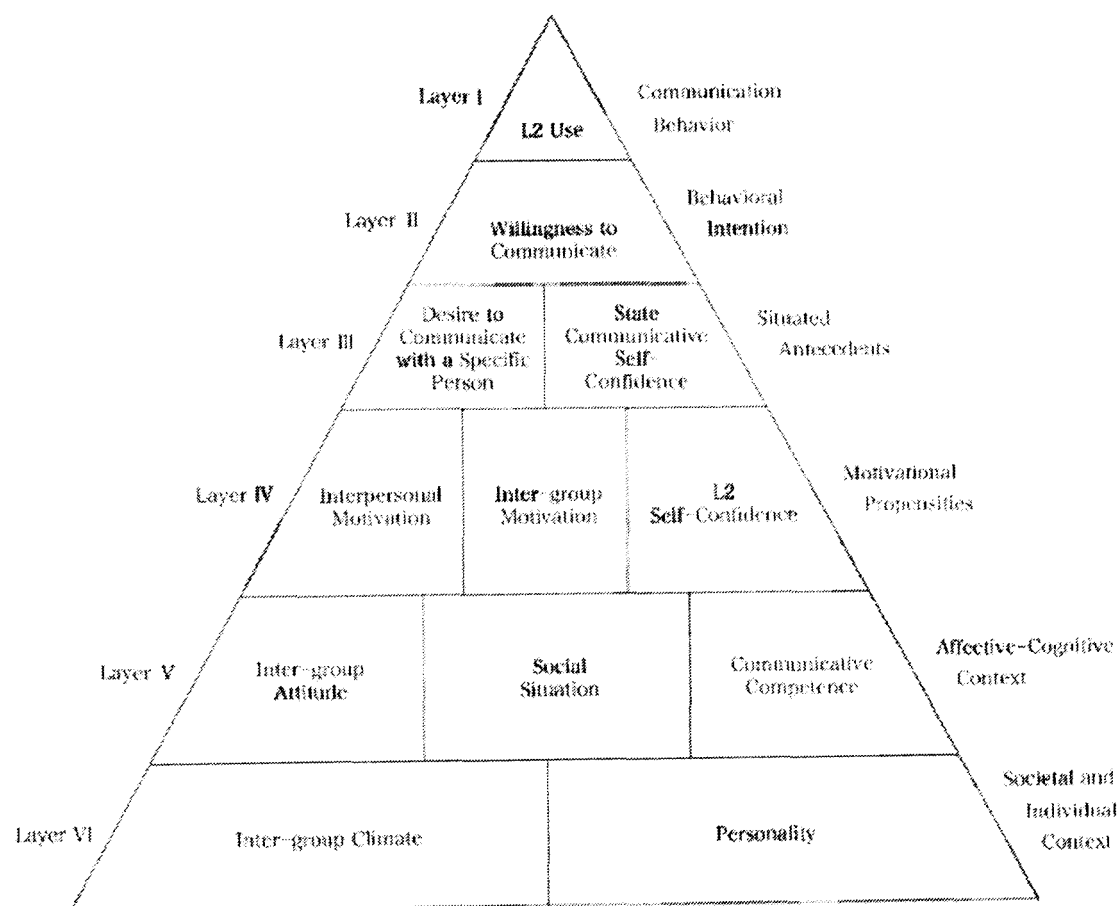 Layer I
L2 Use
Communication
Behavior
Layer II
Willingness to
Communicate
Behavioral
Intention
Layer III
Desire to
Communicate
with a Specific
Person
State
Communicative
Self-
Confidence
Situated
Antecedents
Layer IV
Interpersonal
Motivation
Inter-group
Motivation
L2
Self-Confidence
Motivational
Propensities
Layer V
Inter-group
Attitude
Social
Situation
Communicative
Competence
Affective-Cognitive
Context
Layer VI
Inter-group Climate
Personality
Societal and
Individual
Context